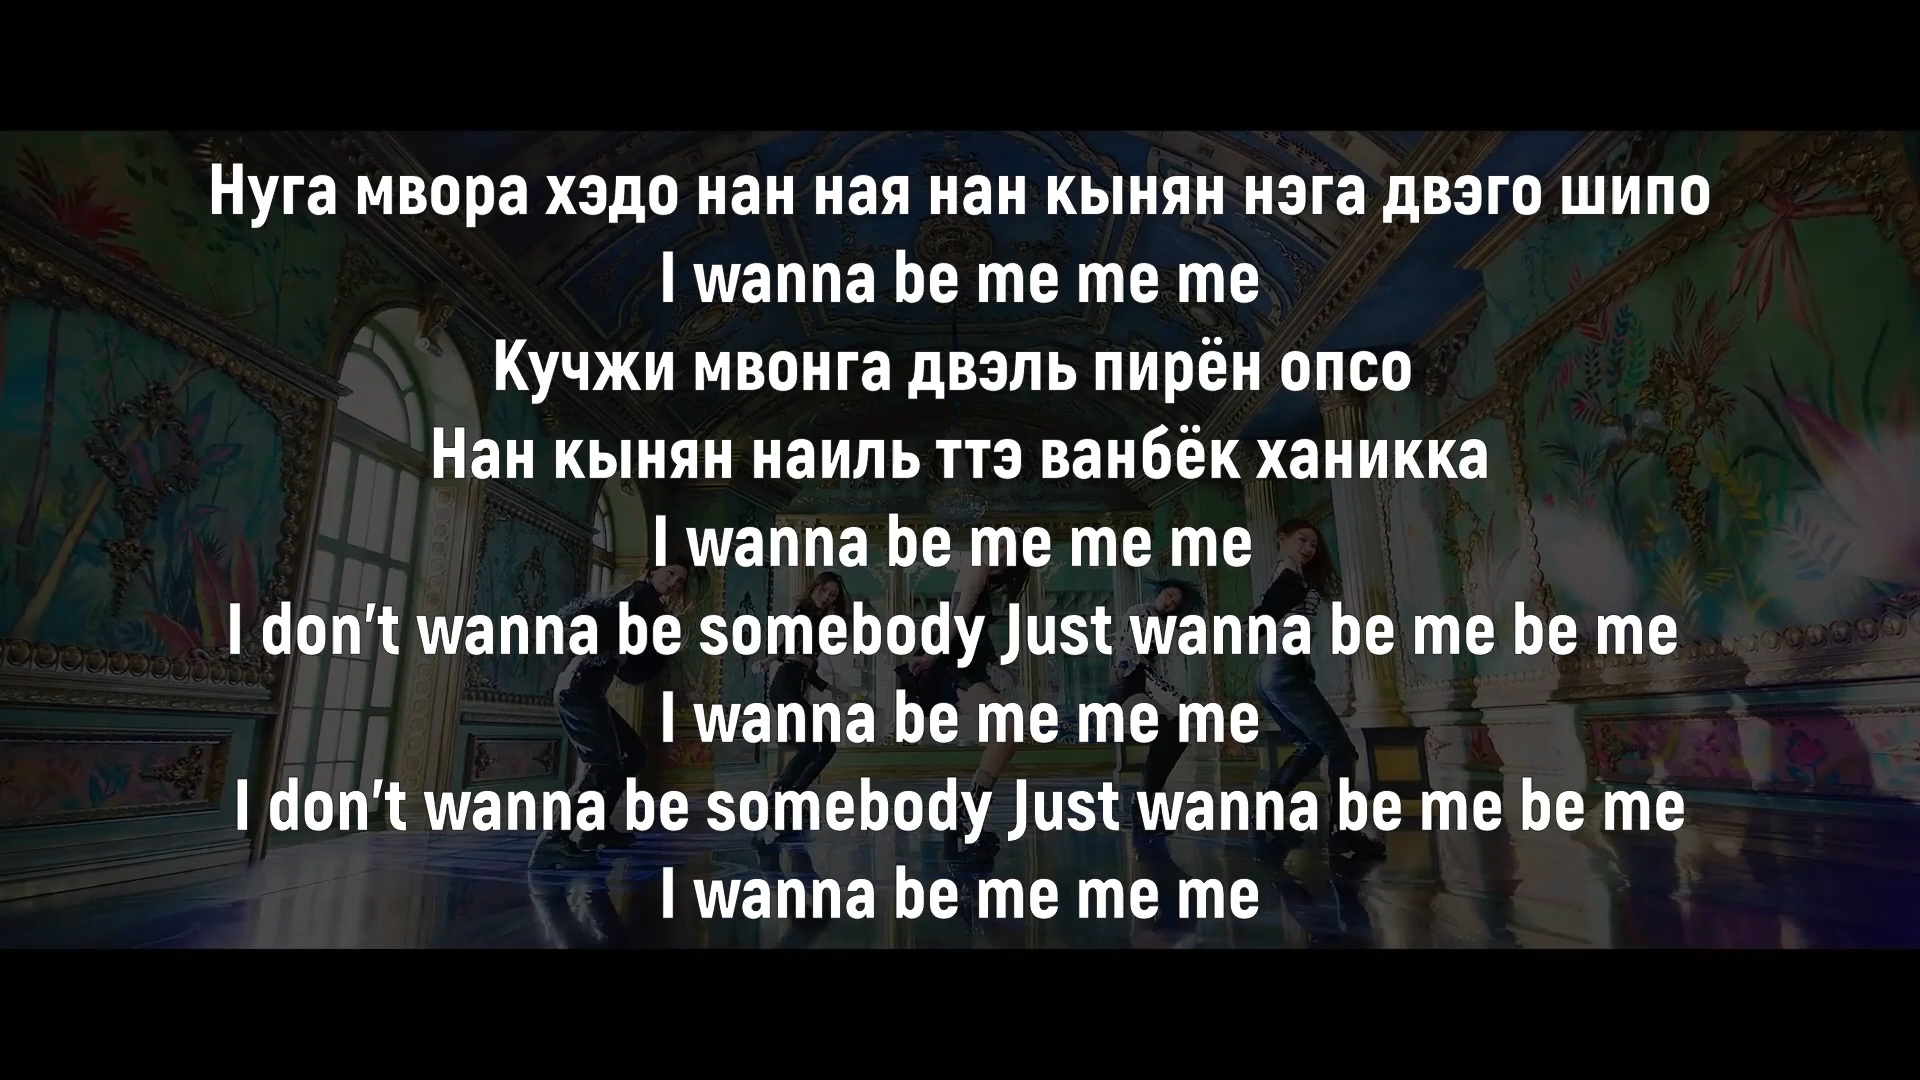 Нуга мвора хэдо нан ная нан кынян нэга двэго шипо
I wanna be me me me
Кучжи мвонга двэль пирён опсо
Нан кынян наиль ттэ ванбёк ханикка
I wanna be me me me
I don't wanna be somebody Just wanna be me be me
I wanna be me me me
I don't wanna be somebody Just wanna be me be me
I wanna be me me me